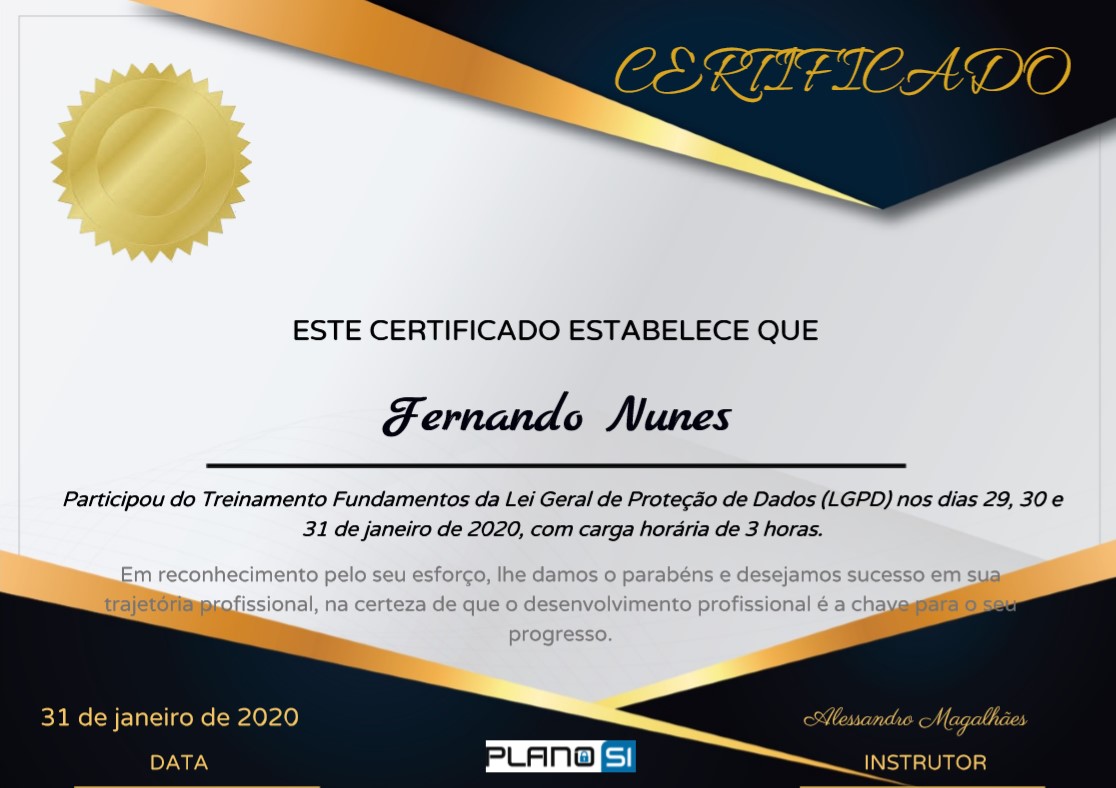 CERTIFICADO
ESTE CERTIFICADO ESTABELECE QUE
Fernando Nunes
Participou do Treinamento Fundamentos da Lei Geral de Proteção de Dados (LGPD) nos dias 29, 30 e
31 de janeiro de 2020, com carga horária de 3 horas.
Em reconhecimento pelo seu esforço, lhe damos o parabéns e desejamos sucesso em sua
trajetória profissional, na certeza de que o desenvolvimento profissional é a chave para o seu
progresso.
31 de janeiro de 2020
DATA
PLANO SI
Alessandro Magalhães
INSTRUTOR